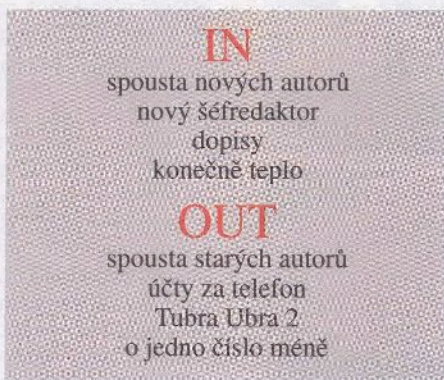 IN
spousta nových autorů
nový šéfredaktor
dopisy
konečně teplo
OUT
spousta starých autorů
účty za telefon
Tubra Ubra 2
o jedno číslo méně